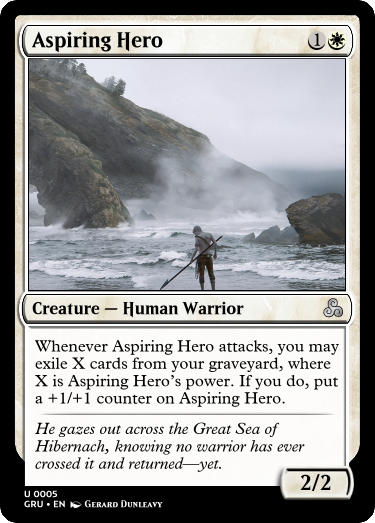 Aspiring Hero 1
Creature — Human Warrior
Whenever Aspiring Hero attacks, you may
exile X cards from your graveyard, where
X is Aspiring Hero's power. If you do, put
a +1/+1 counter on Aspiring Hero.
He gazes out across the Great Sea of
Hibernach, knowing no warrior has ever
crossed it and returned—yet.
2/2
U 0005
GRU • EN Gerard Dunleavy